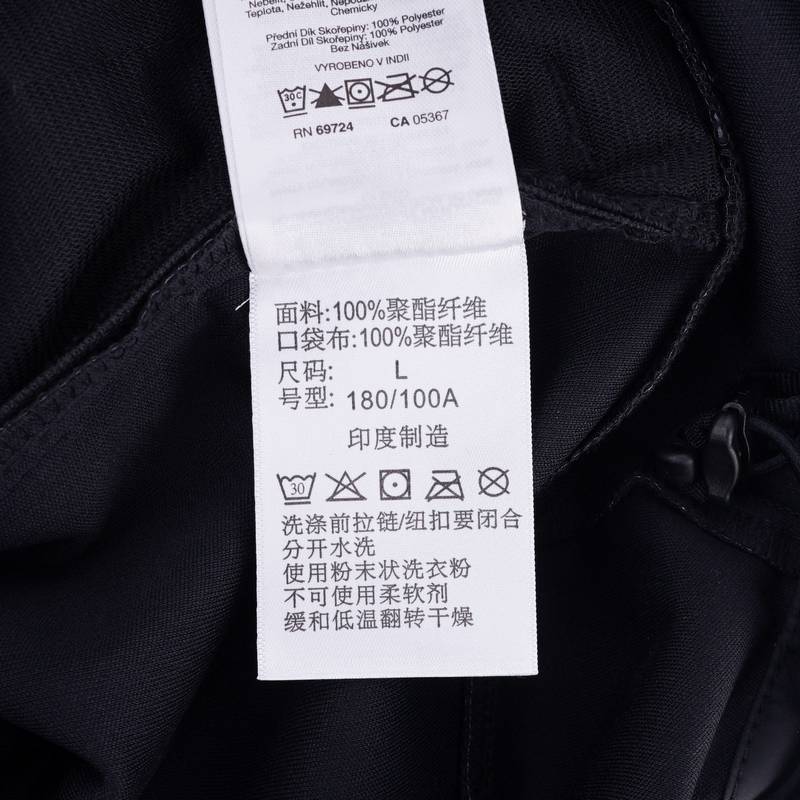 Teplota, Nežehlit,
Chemicky
Přední Dík Skořepiny: 100% Polyester
Zadní Díl Skořepiny: 100% Polyester
Bez Nášivek
VYROBENO V INDII
30C
RN 69724 CA 05367
面料:100%聚酯纤维
口袋布:100%聚酯纤维
尺码: L
号型: 180/100A
印度制造
30
洗涤前拉链/纽扣要闭合
分开水洗
使用粉末状洗衣粉
不可使用柔软剂
缓和低温翻转干燥